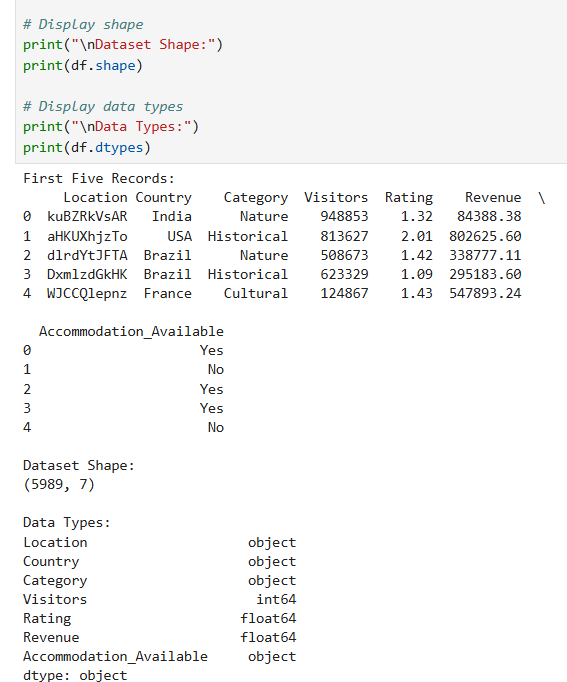 # Display shape
print("\nDataset Shape:")
print(df.shape)
# Display data types
print("\nData Types:")
print(df.dtypes)
First Five Records:
     Location Country    Category  Visitors  Rating    Revenue  \
0  kuBZRkVsAR   India      Nature    948853    1.32   84388.38
1  aHKUXhjzTo     USA  Historical    813627    2.01  802625.60
2  dlrdYtJFTA  Brazil      Nature    508673    1.42  338777.11
3  DxmlzdGkHK  Brazil  Historical    623329    1.09  295183.60
4  WJCCQlepnz  France    Cultural    124867    1.43  547893.24
  Accommodation_Available
0                     Yes
1                      No
2                     Yes
3                     Yes
4                      No
Dataset Shape:
(5989, 7)
Data Types:
Location                    object
Country                     object
Category                    object
Visitors                     int64
Rating                     float64
Revenue                    float64
Accommodation_Available     object
dtype: object